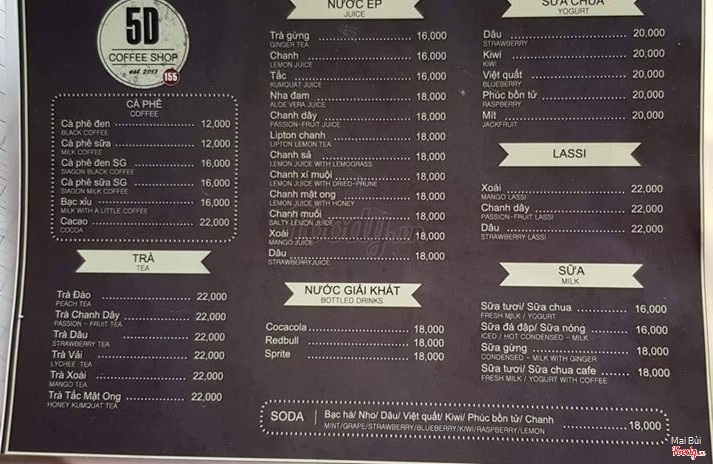 5D
COFFEE SHOP
est 2013
155
CÀ PHÊ
COFFEE
Cà phê đen 12,000
BLACK COFFEE
Cà phê sữa 12,000
MILK COFFEE
Cà phê đen SG 16,000
SIAGON BLACK COFFEE
Cà phê sữa SG 16,000
SIAGON MILK COFFEE
Bạc xỉu 16,000
MILK WITH A LITTLE COFFEE
Cacao 22,000
COCOA
TRÀ
TEA
Trà Đào 22,000
PEACH TEA
Trà Chanh Dây 22,000
PASSION - FRUIT TEA
Trà Dâu 22,000
STRAWBERRY TEA
Trà Vải 22,000
LYCHEE TEA
Trà Xoài 22,000
MANGO TEA
Trà Tắc Mật Ong 22,000
HONEY KUMQUAT TEA
NƯỚC ÉP
JUICE
Trà gừng 16,000
GINGER TEA
Chanh 16,000
LEMON JUICE
Tắc 16,000
KUMQUAT JUICE
Nha đam 18,000
ALOE VERA JUICE
Chanh dây 18,000
PASSION-FRUIT JUICE
Lipton chanh 18,000
LIPTON LEMON TEA
Chanh sả 18,000
LEMON JUICE WITH LEMOGRASS
Chanh xí muội 18,000
LEMON JUICE WITH DRIED-PRUNE
Chanh mật ong 18,000
LEMON JUICE WITH HONEY
Chanh muối 18,000
SALTY-LEMON JUICE
Xoài 18,000
MANGO JUICE
Dâu 18,000
STRAWBERRYJUICE
NƯỚC GIẢI KHÁT
BOTTLED DRINKS
Cocacola 18,000
Redbull 18,000
Sprite 18,000
SỮA CHUA
YOGURT
Dâu 20,000
STRAWBERRY
Kiwi 20,000
KIWI
Việt quất 20,000
BLUEBERRY
Phúc bồn tử 20,000
RASPBERRY
Mít 20,000
JACKFRUIT
LASSI
Xoài 22,000
MANGO LASSI
Chanh dây 22,000
PASSION-FRUIT LASSI
Dâu 22,000
STRAWBERRY LASSI
SỮA
MILK
Sữa tươi/ Sữa chua 16,000
FRESH MILK / YOGURT
Sữa đá đập/ Sữa nóng 16,000
ICED / HOT CONDENSED - MILK
Sữa gừng 18,000
CONDENSED - MILK WITH GINGER
Sữa tươi/ Sữa chua cafe 18,000
FRESH MILK / YOGURT WITH COFFEE
SODA Bạc hà/ Nho/ Dâu/ Việt quất/ Kiwi/ Phúc bồn tử/ Chanh 18,000
MINT/GRAPE/STRAWBERRY/BLUEBERRY/KIWI/RASPBERRY/LEMON
Mai Bùi
Foody.vn